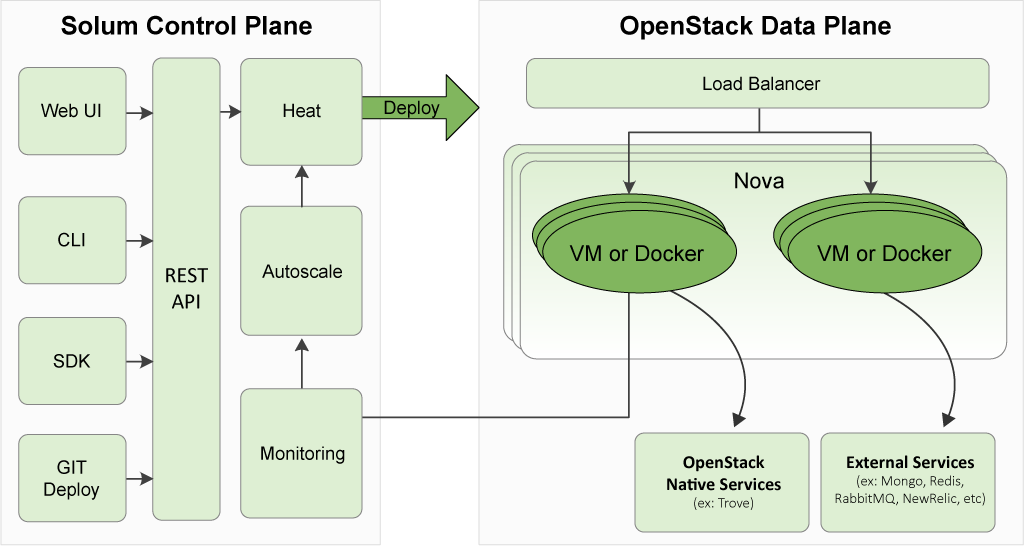 Solum Control Plane
Web UI
CLI
SDK
GIT
Deploy
REST
API
Heat
Autoscale
Monitoring
Deploy
OpenStack Data Plane
Load Balancer
Nova
VM or Docker
VM or Docker
OpenStack
Native Services
(ex: Trove)
External Services
(ex: Mongo, Redis,
RabbitMQ, NewRelic, etc)